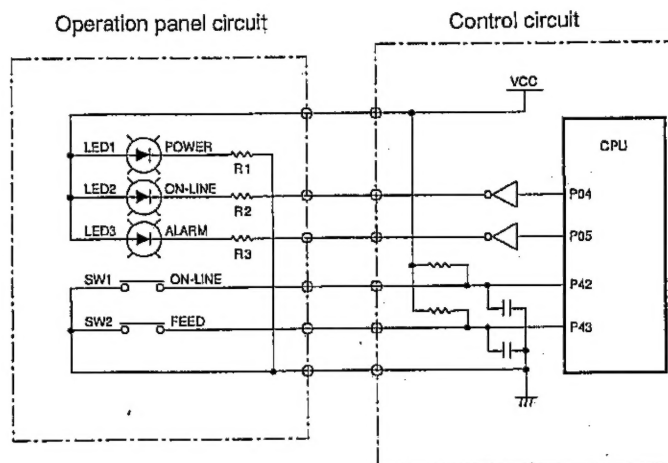 Operation panel circuit
Control circuit
VCC
CPU
LED1 POWER
R1
LED2 ON-LINE
R2
P04
LED3 ALARM
R3
P05
SW1 ON-LINE
P42
SW2 FEED
P43